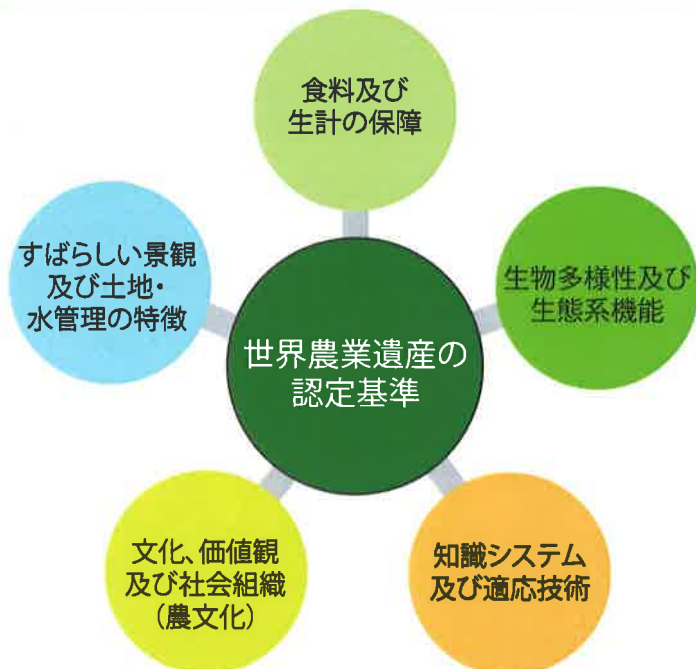 食料及び
生計の保障
生物多様性及び
生態系機能
知識システム
及び適応技術
文化、価値観
及び社会組織
(農文化)
すばらしい景観
及び土地・
水管理の特徴
世界農業遺産の
認定基準